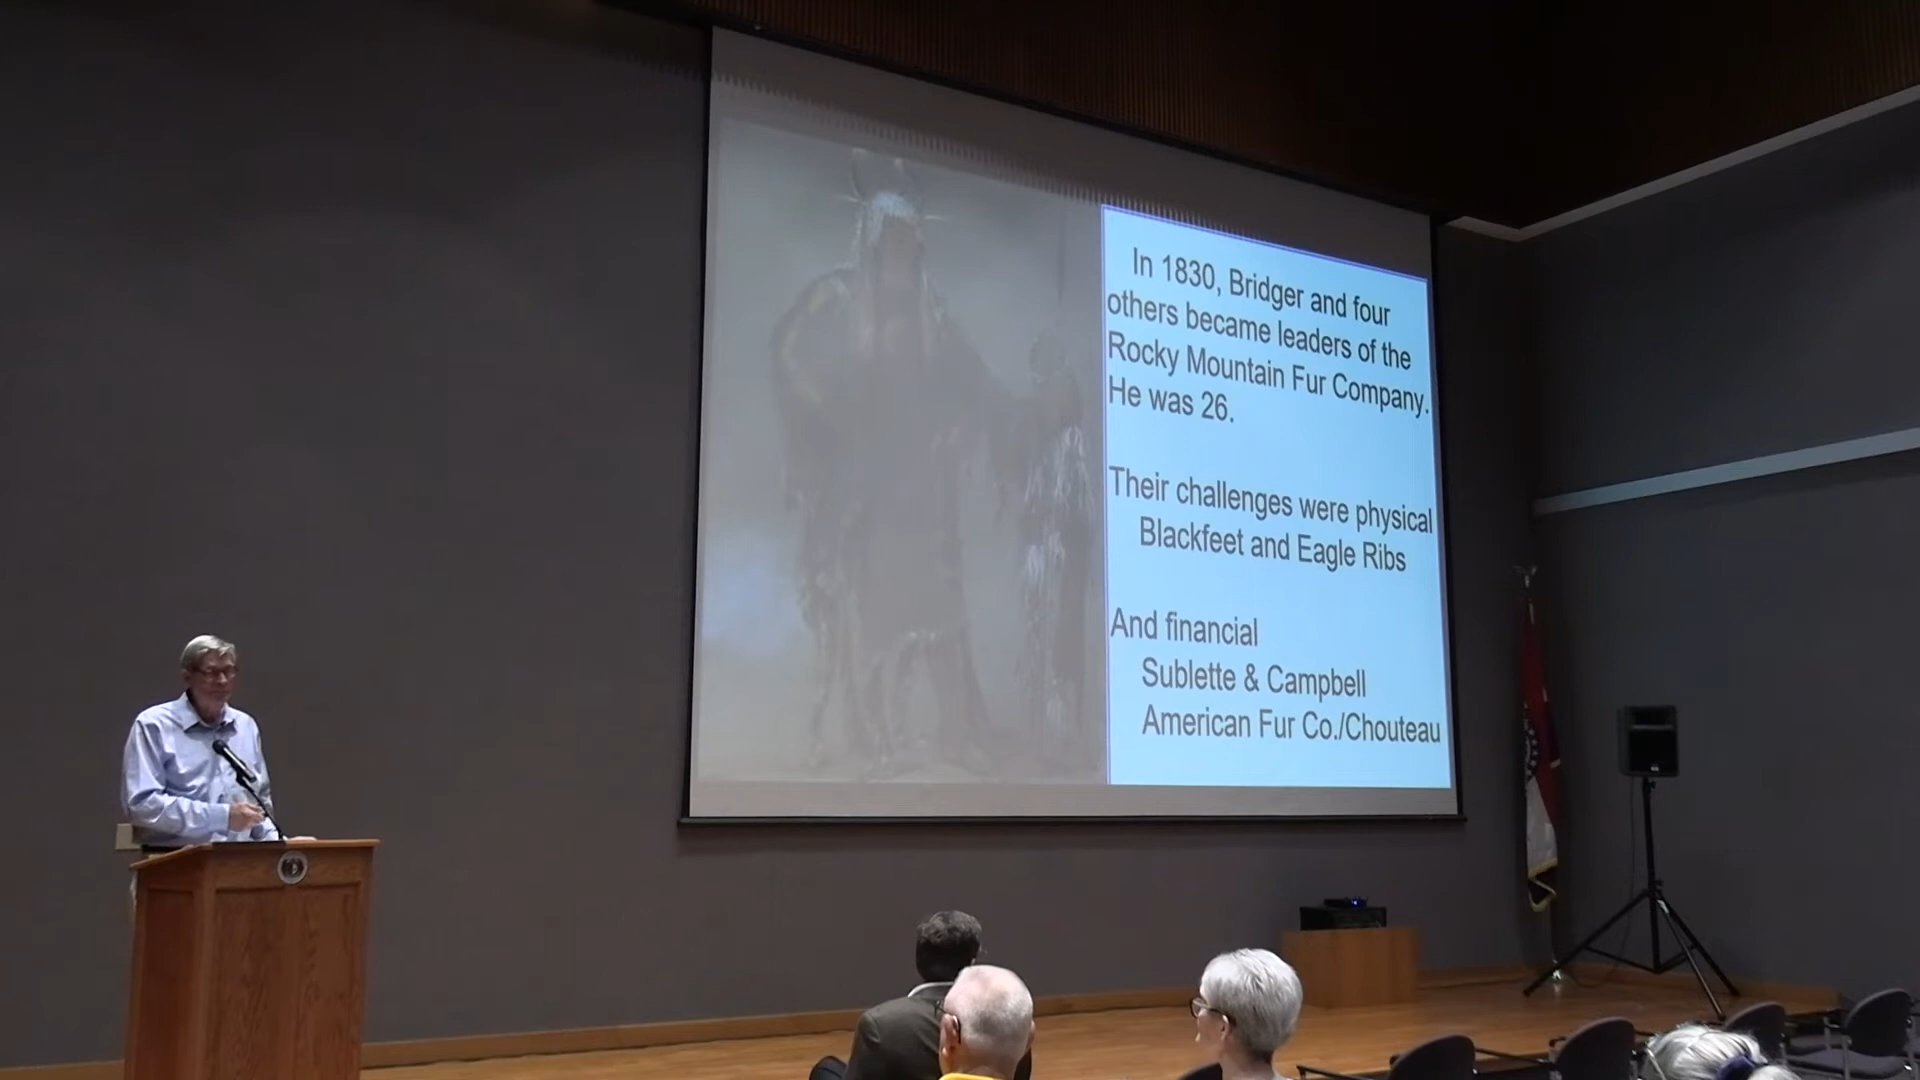 In 1830, Bridger and four
others became leaders of the
Rocky Mountain Fur Company.
He was 26.
Their challenges were physical
Blackfeet and Eagle Ribs
And financial
Sublette & Campbell
American Fur Co./Chouteau